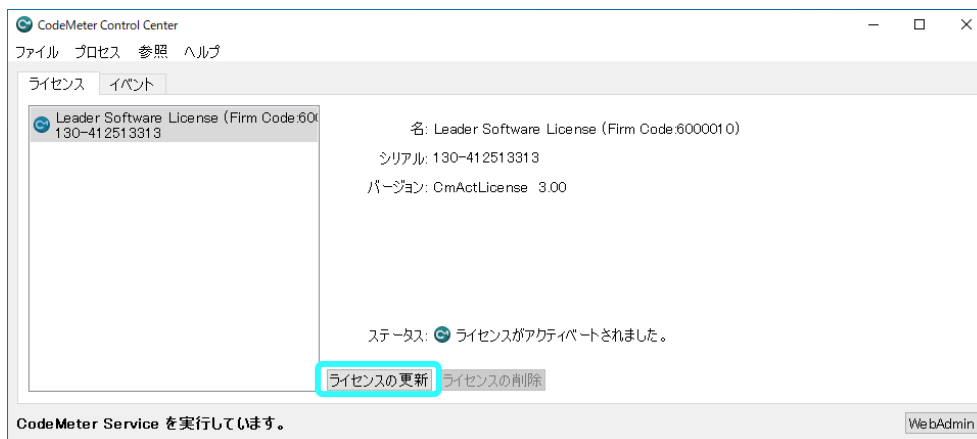 CodeMeter Control Center
ファイル プロセス 参照 ヘルプ
ライセンス イベント
Leader Software License (Firm Code:600
130-412513313
名: Leader Software License (Firm Code:6000010)
シリアル: 130-412513313
バージョン: CmActLicense 3.00
ステータス: ライセンスがアクティベートされました。
ライセンスの更新 ライセンスの削除
CodeMeter Service を実行しています。 WebAdmin